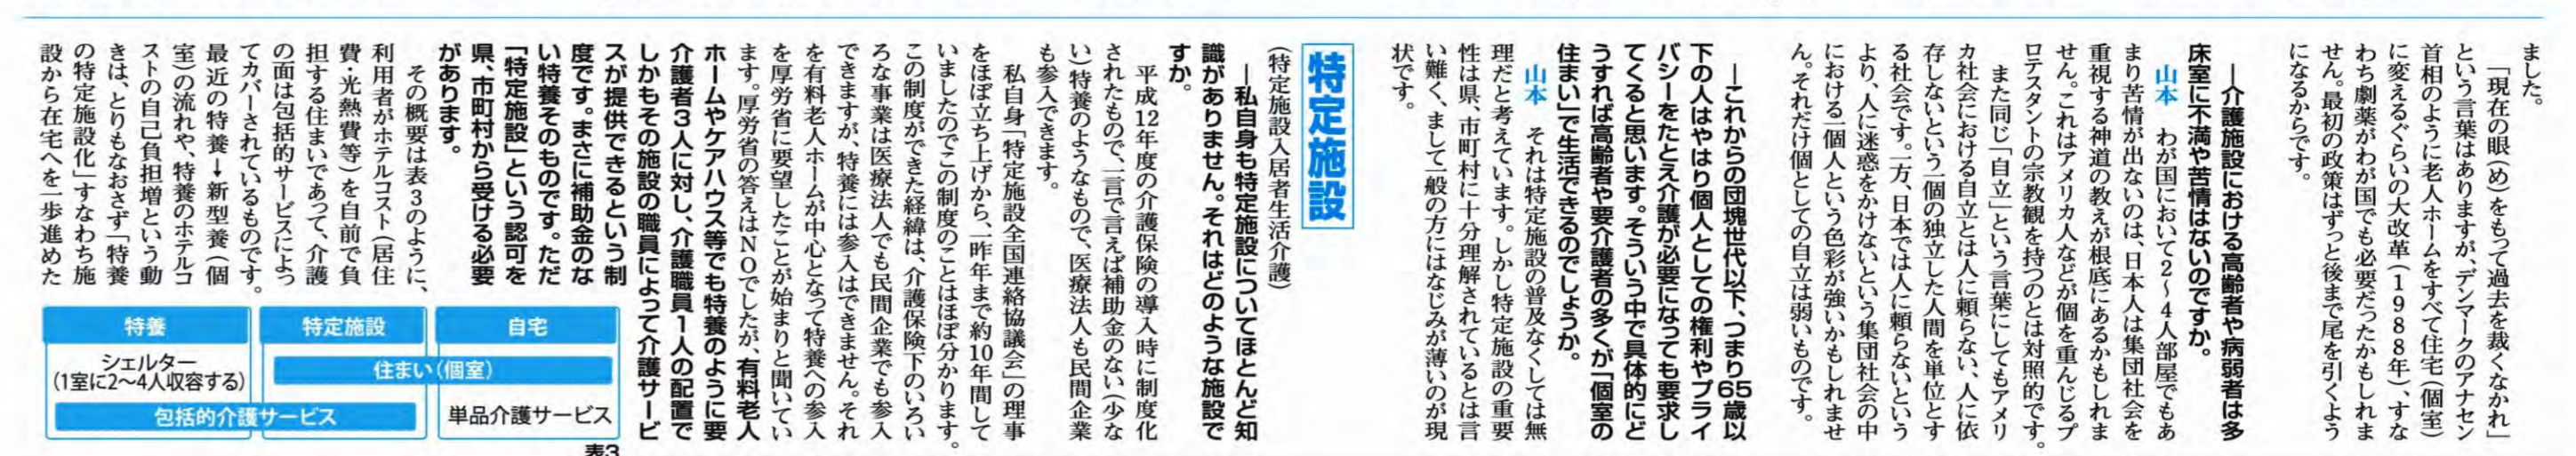 ました。
「現在の眼(め)をもって過去を裁くなかれ」
という言葉はありますが、デンマークのアナセン
首相のように老人ホームをすべて住宅(個室)
に変えるぐらいの大改革(1988年)、すな
わち劇薬がわが国でも必要だったかもしれま
せん。最初の政策はずっと後まで尾を引くよう
になるからです。
―介護施設における高齢者や病弱者は多
床室に不満や苦情はないのですか。
山本　わが国において2～4人部屋でもあ
まり苦情が出ないのは、日本人は集団社会を
重視する神道の教えが根底にあるかもしれま
せん。これはアメリカ人などが個を重んじるプ
ロテスタントの宗教観を持つのとは対照的です。
また同じ「自立」という言葉にしてもアメリ
カ社会における自立とは人に頼らない、人に依
存しないという一個の独立した人間を単位とす
る社会です。一方、日本では人に頼らないという
より、人に迷惑をかけないという集団社会の中
における一個人という色彩が強いかもしれませ
ん。それだけ個としての自立は弱いものです。
―これからの団塊世代以下、つまり65歳以
下の人はやはり個人としての権利やプライ
バシーをたとえ介護が必要になっても要求し
てくると思います。そういう中で具体的にど
うすれば高齢者や要介護者の多くが「個室の
住まい」で生活できるのでしょうか。
山本　それは特定施設の普及なくしては無
理だと考えています。しかし特定施設の重要
性は県、市町村に十分理解されているとは言
い難く、まして一般の方にはなじみが薄いのが現
状です。
特定施設
(特定施設入居者生活介護)
―私自身も特定施設についてほとんど知
識がありません。それはどのような施設で
すか。
平成12年度の介護保険の導入時に制度化
されたもので、一言で言えば補助金のない(少な
い)特養のようなもので、医療法人も民間企業
も参入できます。
私自身「特定施設全国連絡協議会」の理事
をほぼ立ち上げから、一昨年まで約10年間して
いましたのでこの制度のことはほぼ分かります。
この制度ができた経緯は、介護保険下のいろい
ろな事業は医療法人でも民間企業でも参入
できますが、特養には参入はできません。それ
を有料老人ホームが中心となって特養への参入
を厚労省に要望したことが始まりと聞いてい
ます。厚労省の答えはNOでしたが、有料老人
ホームやケアハウス等でも特養のように要
介護者3人に対し、介護職員1人の配置で
しかもその施設の職員によって介護サービ
スが提供できるという制
度です。まさに補助金のな
い特養そのものです。ただ
「特定施設」という認可を
県、市町村から受ける必要
があります。
その概要は表3のように、
利用者がホテルコスト(居住
費・光熱費等)を自前で負
担する住まいであって、介護
の面は包括的サービスによっ
てカバーされているものです。
最近の特養→新型養(個
室)の流れや、特養のホテルコ
ストの自己負担増という動
きは、とりもなおさず「特養
の特定施設化」すなわち施
設から在宅へを一歩進めた
特養
特定施設
自宅
シェルター
(1室に2～4人収容する)
住まい(個室)
包括的介護サービス
単品介護サービス
表3